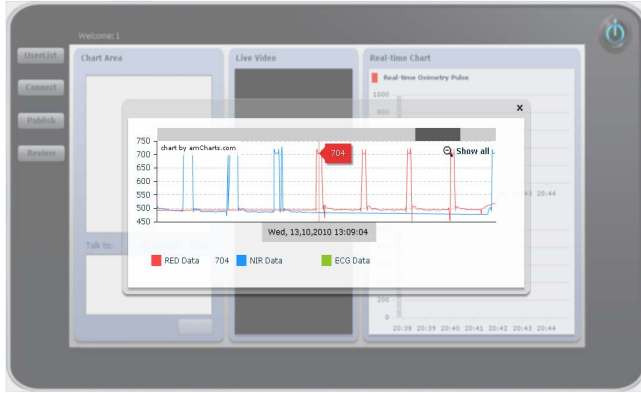 Welcome: 1
UserList
Connect
Publish
Review
Chart Area
Live Video
Real-time Chart
Real-time Oximetry Pulse
1000
800
x
750
700
650
600
550
500
450
chart by amCharts.com
704
Show all
Wed, 13,10,2010 13:09:04
RED Data 704 NIR Data ECG Data
43 20:44
Talk to:
200
0
20:38 20:39 20:40 20:41 20:42 20:43 20:44